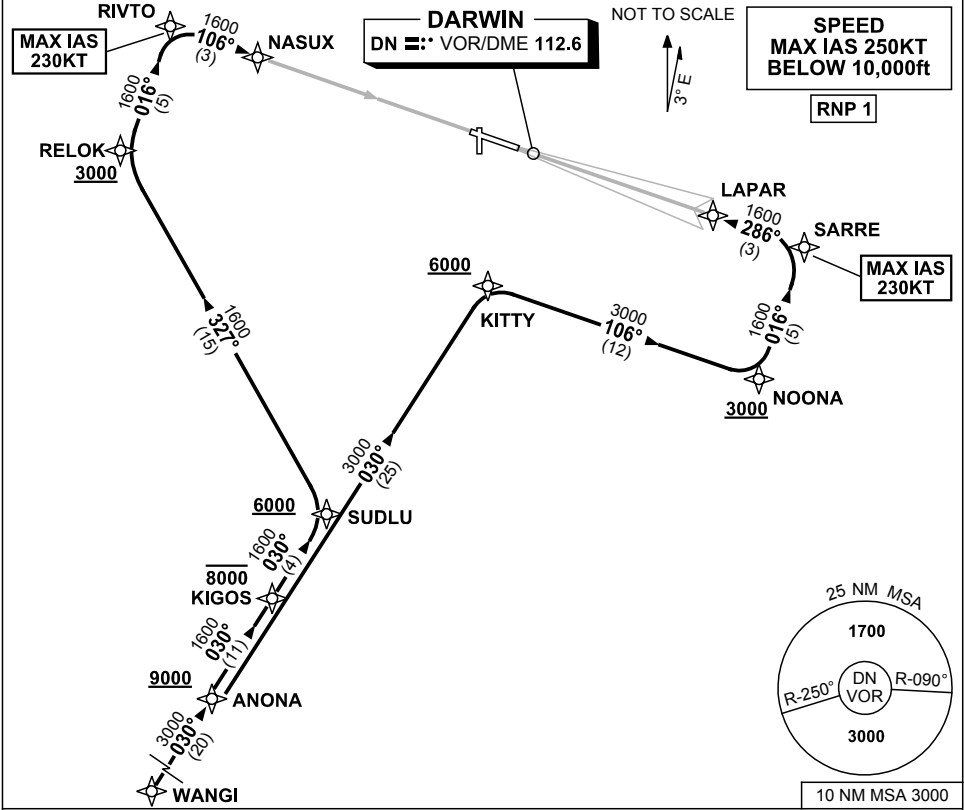 RIVTO
MAX IAS
230KT
1600
106°
(3)
NASUX
DARWIN
DN VOR/DME 112.6
NOT TO SCALE
3° E
SPEED
MAX IAS 250KT
BELOW 10,000ft
RNP 1
1600
016°
(5)
RELOK
3000
LAPAR
1600
286°
(3)
SARRE
MAX IAS
230KT
6000
KITTY
3000
106°
(12)
1600
016°
(5)
NOONA
3000
1600
327°
(15)
3000
030°
(25)
6000
SUDLU
1600
030°
(4)
8000
KIGOS
1600
030°
(11)
9000
ANONA
3000
030°
(20)
WANGI
25 NM MSA
1700
R-250°
DN
VOR
R-090°
3000
10 NM MSA 3000